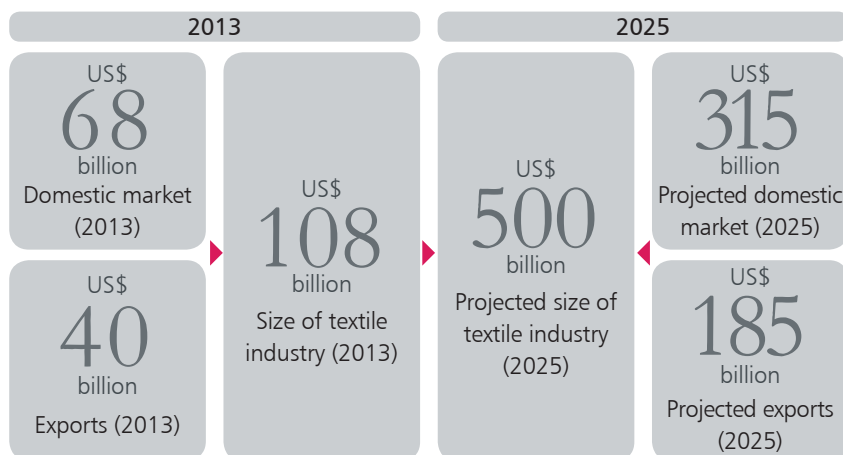 2013
US$
68
billion
Domestic market
(2013)
US$
40
billion
Exports (2013)
US$
108
billion
Size of textile
industry (2013)
2025
US$
500
billion
Projected size of
textile industry
(2025)
US$
315
billion
Projected domestic
market (2025)
US$
185
billion
Projected exports
(2025)